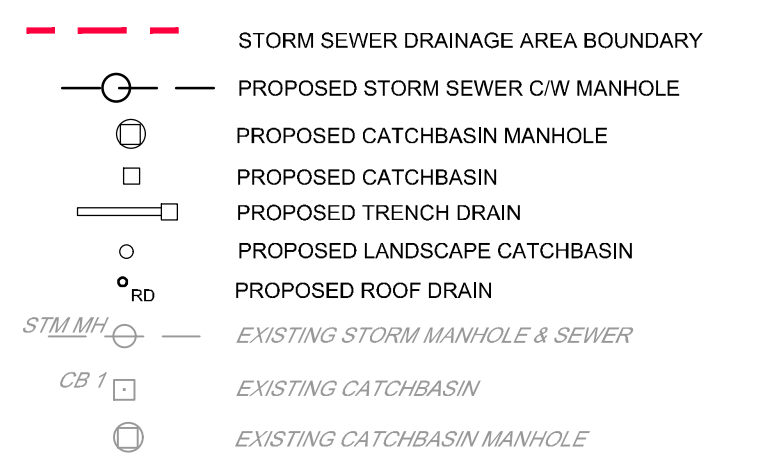 STORM SEWER DRAINAGE AREA BOUNDARY
PROPOSED STORM SEWER C/W MANHOLE
PROPOSED CATCHBASIN MANHOLE
PROPOSED CATCHBASIN
PROPOSED TRENCH DRAIN
PROPOSED LANDSCAPE CATCHBASIN
RD PROPOSED ROOF DRAIN
STM MH EXISTING STORM MANHOLE & SEWER
CB 1 EXISTING CATCHBASIN
EXISTING CATCHBASIN MANHOLE